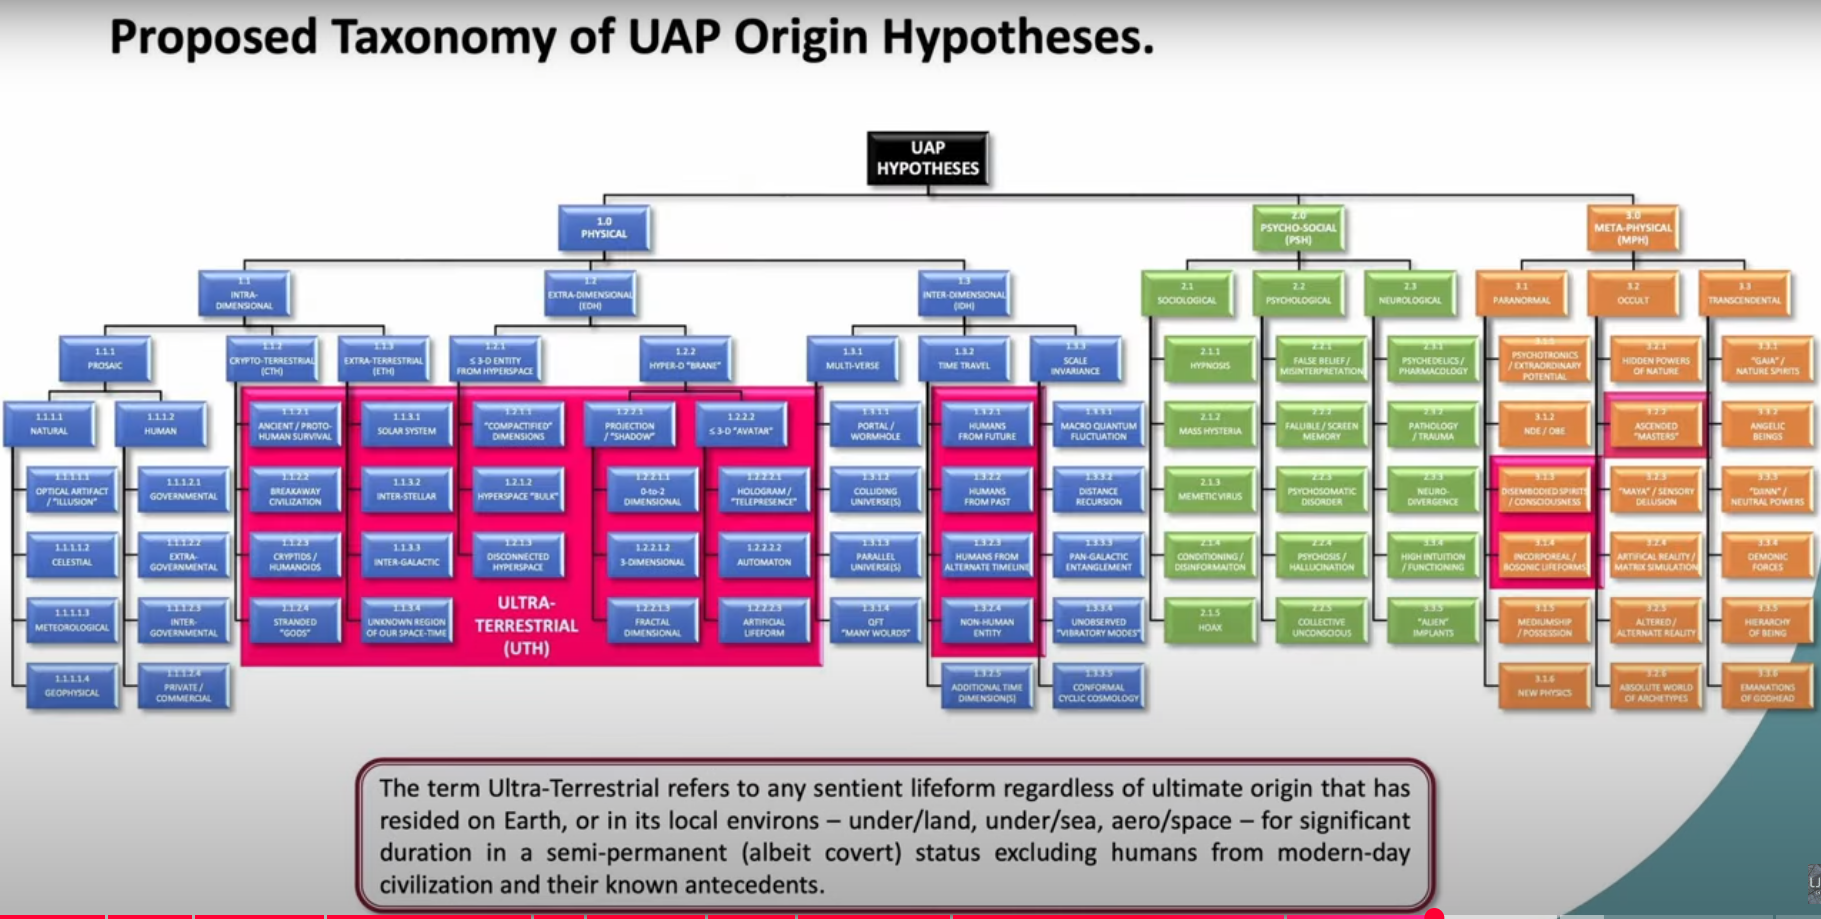 Proposed Taxonomy of UAP Origin Hypotheses.
UAP
HYPOTHESES
1.0
PHYSICAL
2.0
PSYCHO-SOCIAL
(PSH)
3.0
META-PHYSICAL
(MPH)
1.1
INTRA-
DIMENSIONAL
1.2
EXTRA-DIMENSIONAL
(EDH)
1.3
INTER-DIMENSIONAL
(IDH)
2.1
SOCIOLOGICAL
2.2
PSYCHOLOGICAL
2.3
NEUROLOGICAL
3.1
PARANORMAL
3.2
OCCULT
3.3
TRANSCENDENTAL
1.1.1
PROSAIC
1.1.2
CRYPTO-TERRESTRIAL
(CTH)
1.1.3
EXTRA-TERRESTRIAL
(ETH)
1.2.1
≤ 3-D ENTITY
FROM HYPERSPACE
1.2.2
HYPER-D "BRANE"
1.3.1
MULTI-VERSE
1.3.2
TIME TRAVEL
1.3.3
SCALE
INVARIANCE
1.1.1.1
NATURAL
1.1.1.2
HUMAN
1.1.1.1.1
OPTICAL ARTIFACT
/ "ILLUSION"
1.1.1.1.2
CELESTIAL
1.1.1.1.3
METEOROLOGICAL
1.1.1.1.4
GEOPHYSICAL
1.1.1.2.1
GOVERNMENTAL
1.1.1.2.2
EXTRA-
GOVERNMENTAL
1.1.1.2.3
INTER-
GOVERNMENTAL
1.1.1.2.4
PRIVATE /
COMMERCIAL
1.1.2.1
ANCIENT / PROTO-
HUMAN SURVIVAL
1.1.2.2
BREAKAWAY
CIVILIZATION
1.1.2.3
CRYPTIDS /
HUMANOIDS
1.1.2.4
STRANDED
"GODS"
1.1.3.1
SOLAR SYSTEM
1.1.3.2
INTER-STELLAR
1.1.3.3
INTER-GALACTIC
1.1.3.4
UNKNOWN REGION
OF OUR SPACE-TIME
1.2.1.1
"COMPACTIFIED"
DIMENSIONS
1.2.1.2
HYPERSPACE "BULK"
1.2.1.3
DISCONNECTED
HYPERSPACE
ULTRA-
TERRESTRIAL
(UTH)
1.2.2.1
PROJECTION
/ "SHADOW"
1.2.2.1.1
0-to-2
DIMENSIONAL
1.2.2.1.2
3-DIMENSIONAL
1.2.2.1.3
FRACTAL
DIMENSIONAL
1.2.2.2
≤ 3-D "AVATAR"
1.2.2.2.1
HOLOGRAM /
"TELEPRESENCE"
1.2.2.2.2
AUTOMATON
1.2.2.2.3
ARTIFICIAL
LIFEFORM
1.3.1.1
PORTAL /
WORMHOLE
1.3.1.2
COLLIDING
UNIVERSE(S)
1.3.1.3
PARALLEL
UNIVERSE(S)
1.3.1.4
QFT
"MANY WOLRDS"
1.3.2.1
HUMANS
FROM FUTURE
1.3.2.2
HUMANS
FROM PAST
1.3.2.3
HUMANS FROM
ALTERNATE TIMELINE
1.3.2.4
NON-HUMAN
ENTITY
1.3.2.5
ADDITIONAL TIME
DIMENSION(S)
1.3.3.1
MACRO QUANTUM
FLUCTUATION
1.3.3.2
DISTANCE
RECURSION
1.3.3.3
PAN-GALACTIC
ENTANGLEMENT
1.3.3.4
UNOBSERVED
"VIBRATORY MODES"
1.3.3.5
CONFORMAL
CYCLIC COSMOLOGY
2.1.1
HYPNOSIS
2.1.2
MASS HYSTERIA
2.1.3
MEMETIC VIRUS
2.1.4
CONDITIONING /
DISINFORMAITON
2.1.5
HOAX
2.2.1
FALSE BELIEF /
MISINTERPRETATION
2.2.2
FALLIBLE / SCREEN
MEMORY
2.2.3
PSYCHOSOMATIC
DISORDER
2.2.4
PSYCHOSIS /
HALLUCINATION
2.2.5
COLLECTIVE
UNCONSCIOUS
2.3.1
PSYCHEDELICS /
PHARMACOLOGY
2.3.2
PATHOLOGY
/ TRAUMA
2.3.3
NEURO-
DIVERGENCE
3.3.4
HIGH INTUITION
/ FUNCTIONING
3.3.5
"ALIEN"
IMPLANTS
3.1.1
PSYCHOTRONICS
/ EXTRAORDINARY
POTENTIAL
3.1.2
NDE / OBE
3.1.3
DISEMBODIED SPIRITS
/ CONSCIOUSNESS
3.1.4
INCORPOREAL /
BOSONIC LIFEFORMS
3.1.5
MEDIUMSHIP
/ POSSESSION
3.1.6
NEW PHYSICS
3.2.1
HIDDEN POWERS
OF NATURE
3.2.2
ASCENDED
"MASTERS"
3.2.3
"MAYA" / SENSORY
DELUSION
3.2.4
ARTIFICAL REALITY /
MATRIX SIMULATION
3.2.5
ALTERED /
ALTERNATE REALITY
3.2.6
ABSOLUTE WORLD
OF ARCHETYPES
3.3.1
"GAIA" /
NATURE SPIRITS
3.3.2
ANGELIC
BEINGS
3.3.3
"DJINN" /
NEUTRAL POWERS
3.3.4
DEMONIC
FORCES
3.3.5
HIERARCHY
OF BEING
3.3.6
EMANATIONS
OF GODHEAD
The term Ultra-Terrestrial refers to any sentient lifeform regardless of ultimate origin that has
resided on Earth, or in its local environs – under/land, under/sea, aero/space – for significant
duration in a semi-permanent (albeit covert) status excluding humans from modern-day
civilization and their known antecedents.